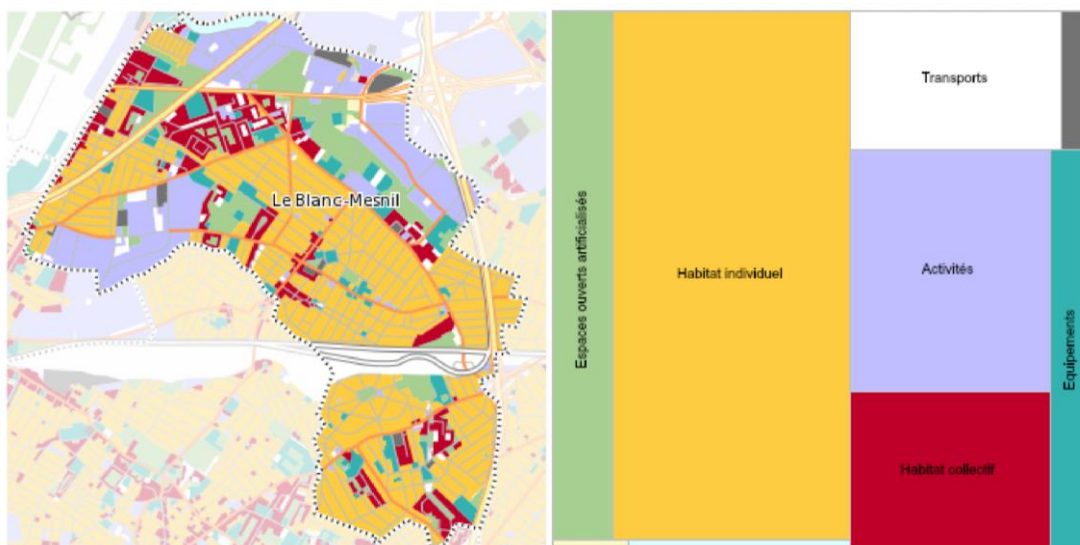 Le Blanc-Mesnil
Espaces ouverts artificialisés
Habitat individuel
Transports
Activités
Habitat collectif
Equipements